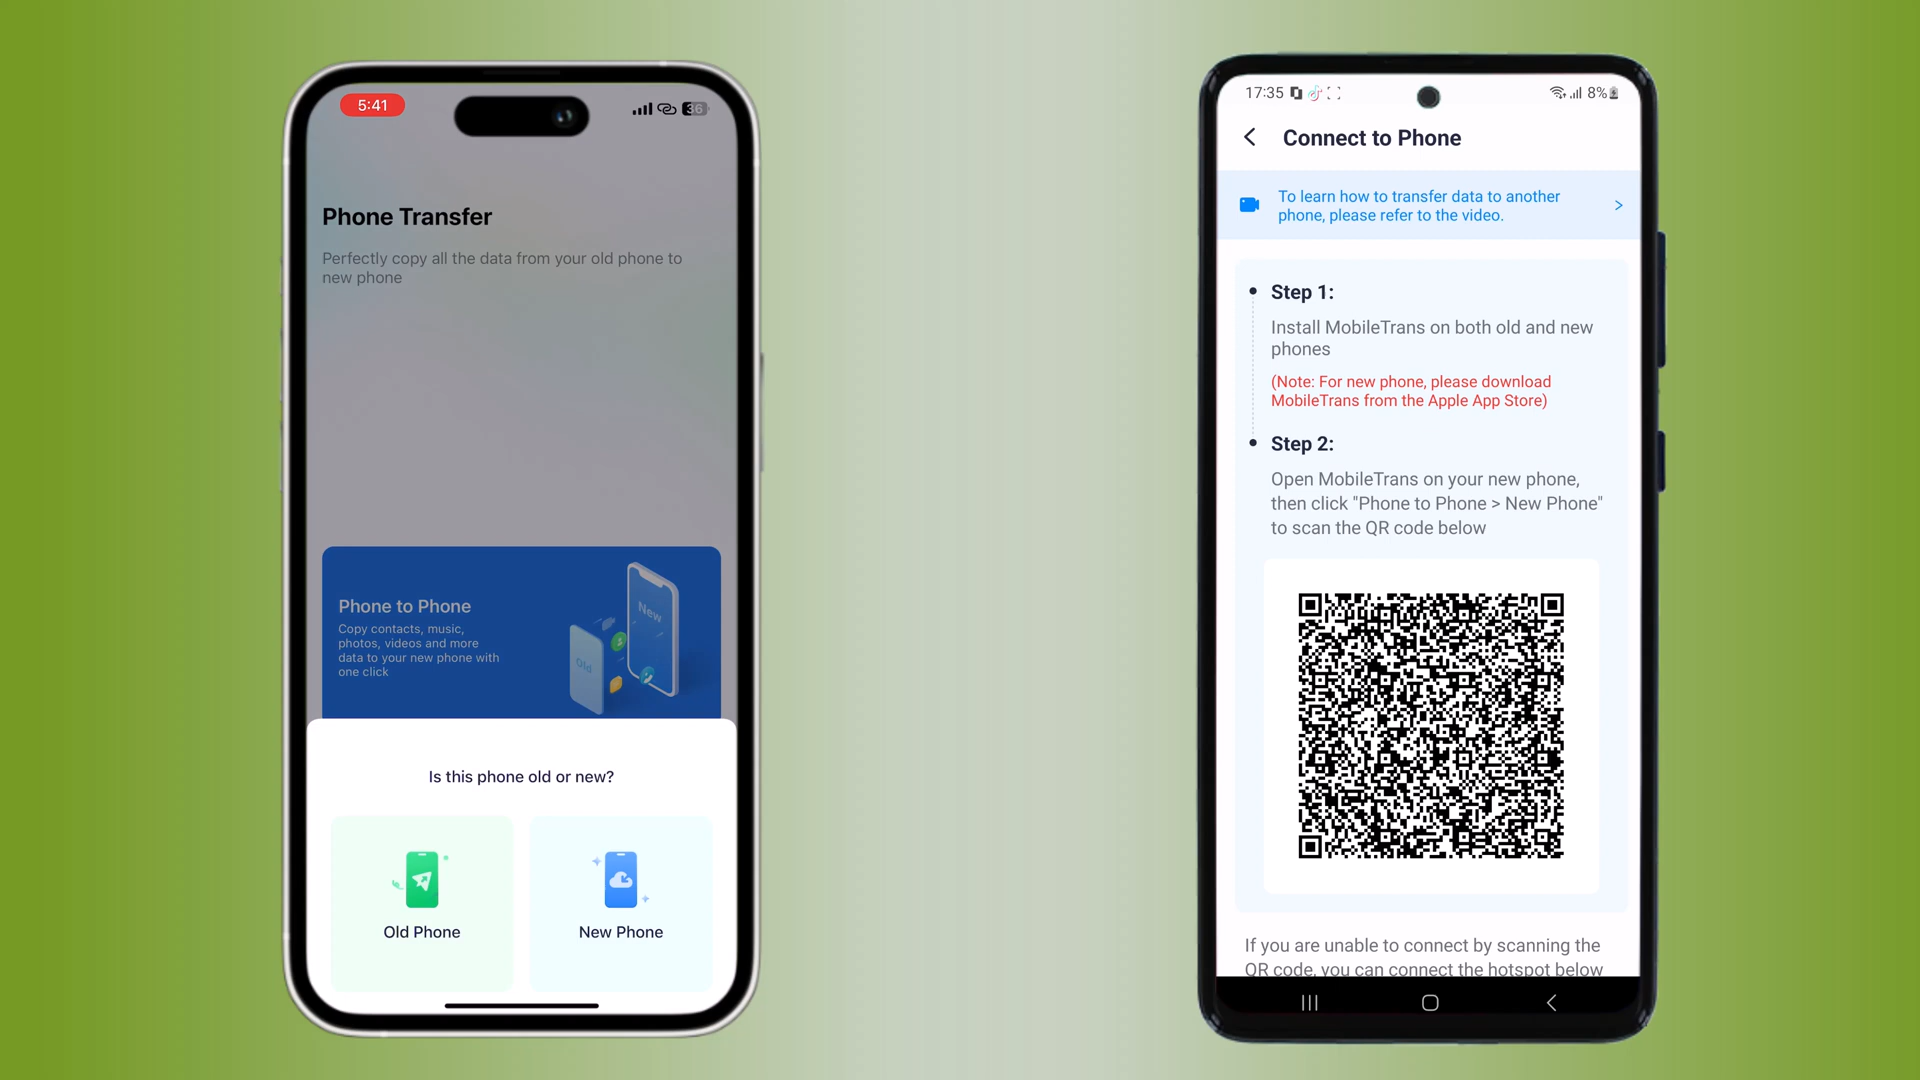 5:41
36
Phone Transfer
Perfectly copy all the data from your old phone to
new phone
Phone to Phone
Copy contacts, music,
photos, videos and more
data to your new phone with
one click
New
Old
Is this phone old or new?
Old Phone
New Phone
17:35
8%
Connect to Phone
To learn how to transfer data to another
phone, please refer to the video.
Step 1:
Install MobileTrans on both old and new
phones
(Note: For new phone, please download
MobileTrans from the Apple App Store)
Step 2:
Open MobileTrans on your new phone,
then click "Phone to Phone > New Phone"
to scan the QR code below
If you are unable to connect by scanning the
QR code, you can connect the hotspot below